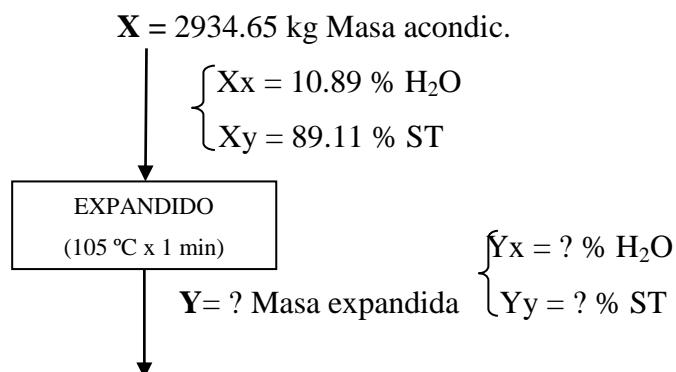 X = 2934.65 kg Masa acondic.
Xx = 10.89 % H₂O
Xy = 89.11 % ST
EXPANDIDO
(105 ºC x 1 min)
Yx = ? % H₂O
Y= ? Masa expandida
Yy = ? % ST